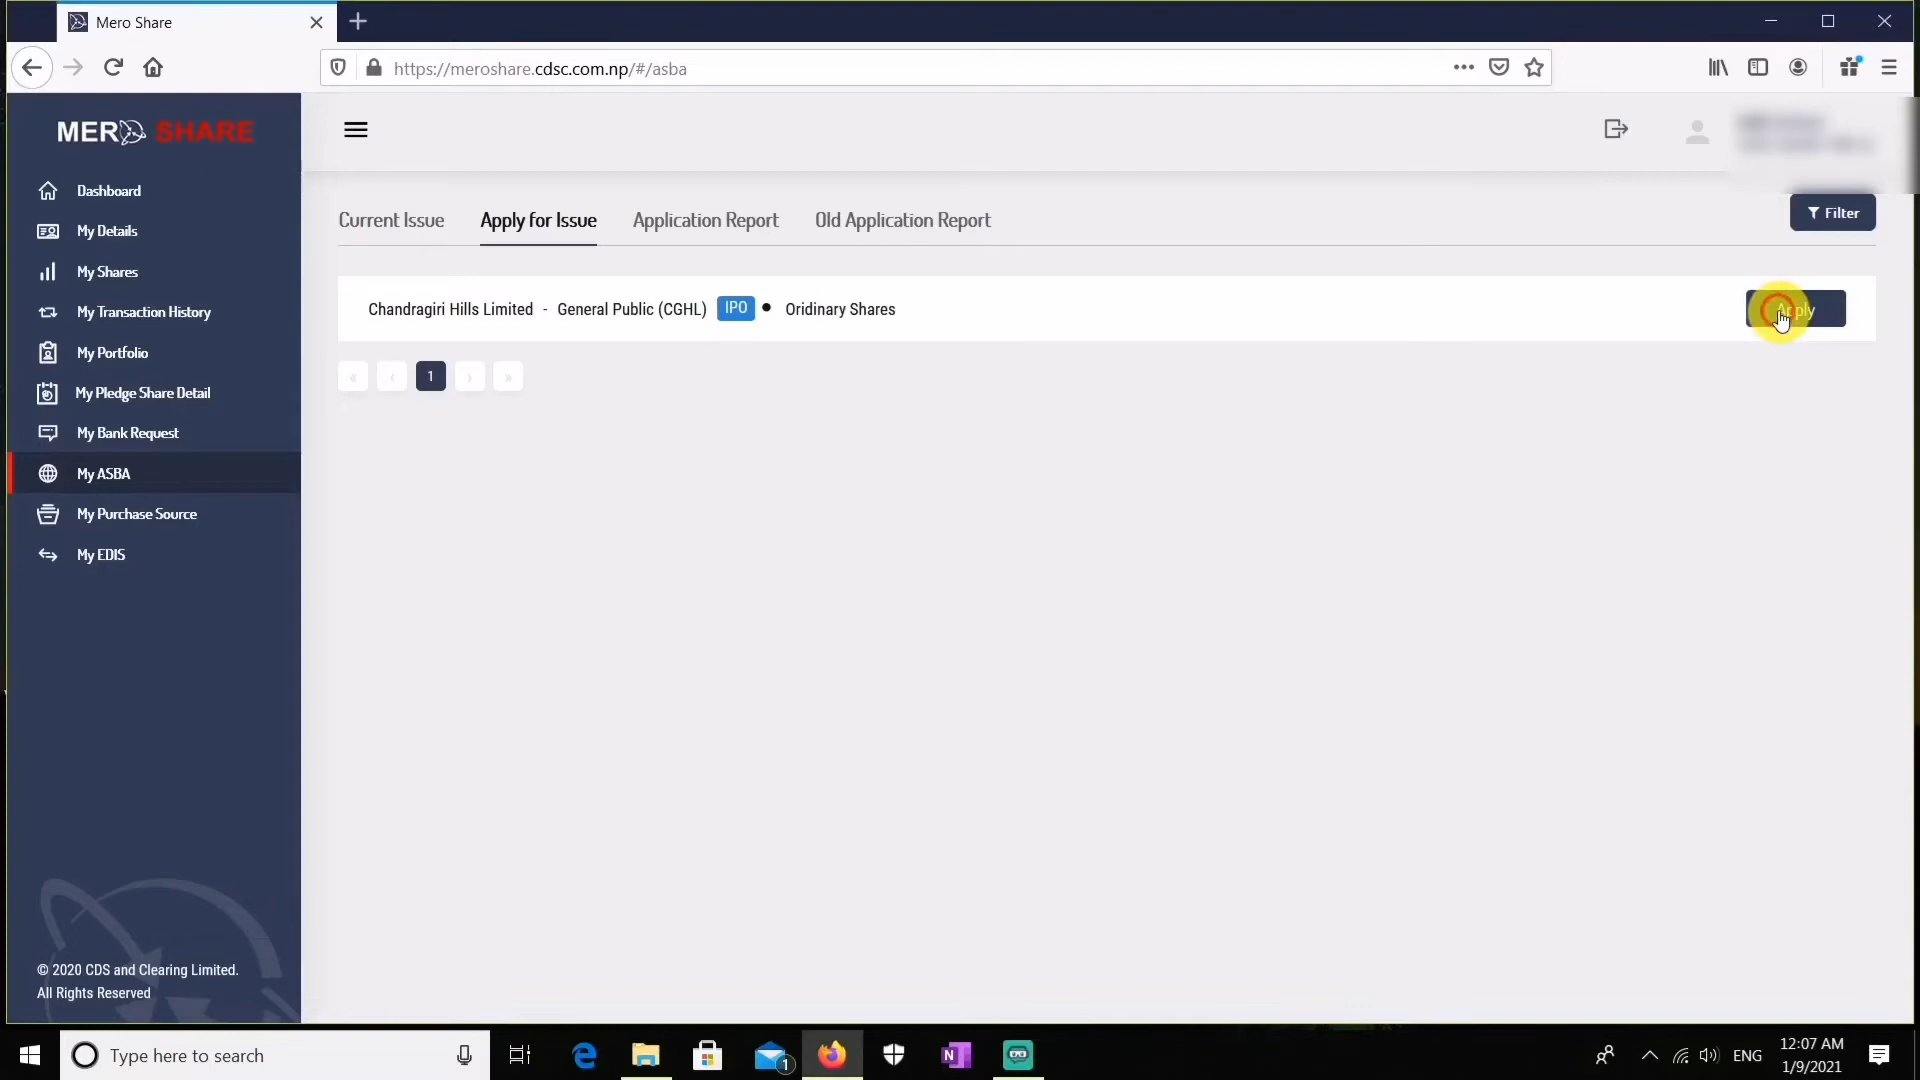 Mero Share
https://meroshare.cdsc.com.np/#/asba
MERO SHARE
Dashboard
My Details
My Shares
My Transaction History
My Portfolio
My Pledge Share Detail
My Bank Request
My ASBA
My Purchase Source
My EDIS
© 2020 CDS and Clearing Limited.
All Rights Reserved
Current Issue Apply for Issue Application Report Old Application Report
Filter
Chandragiri Hills Limited - General Public (CGHL) IPO • Oridinary Shares
Apply
« ‹ 1 › »
Type here to search
1
N
ENG
12:07 AM
1/9/2021